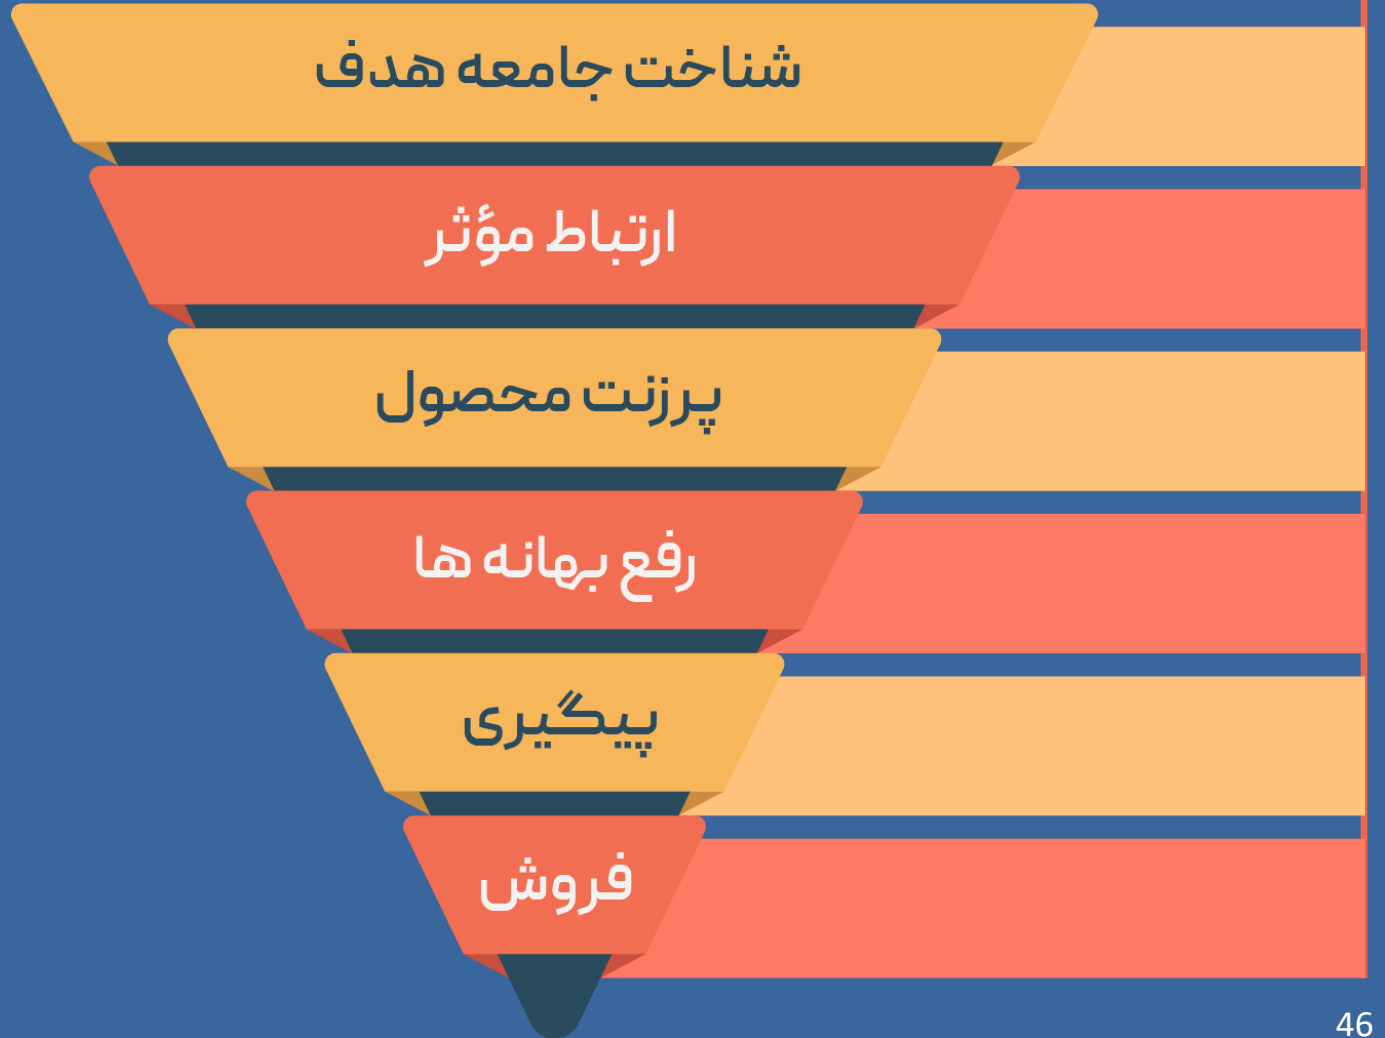 شناخت جامعه هدف
ارتباط مؤثر
پرزنت محصول
رفع بهانه ها
پیگیری
فروش
46